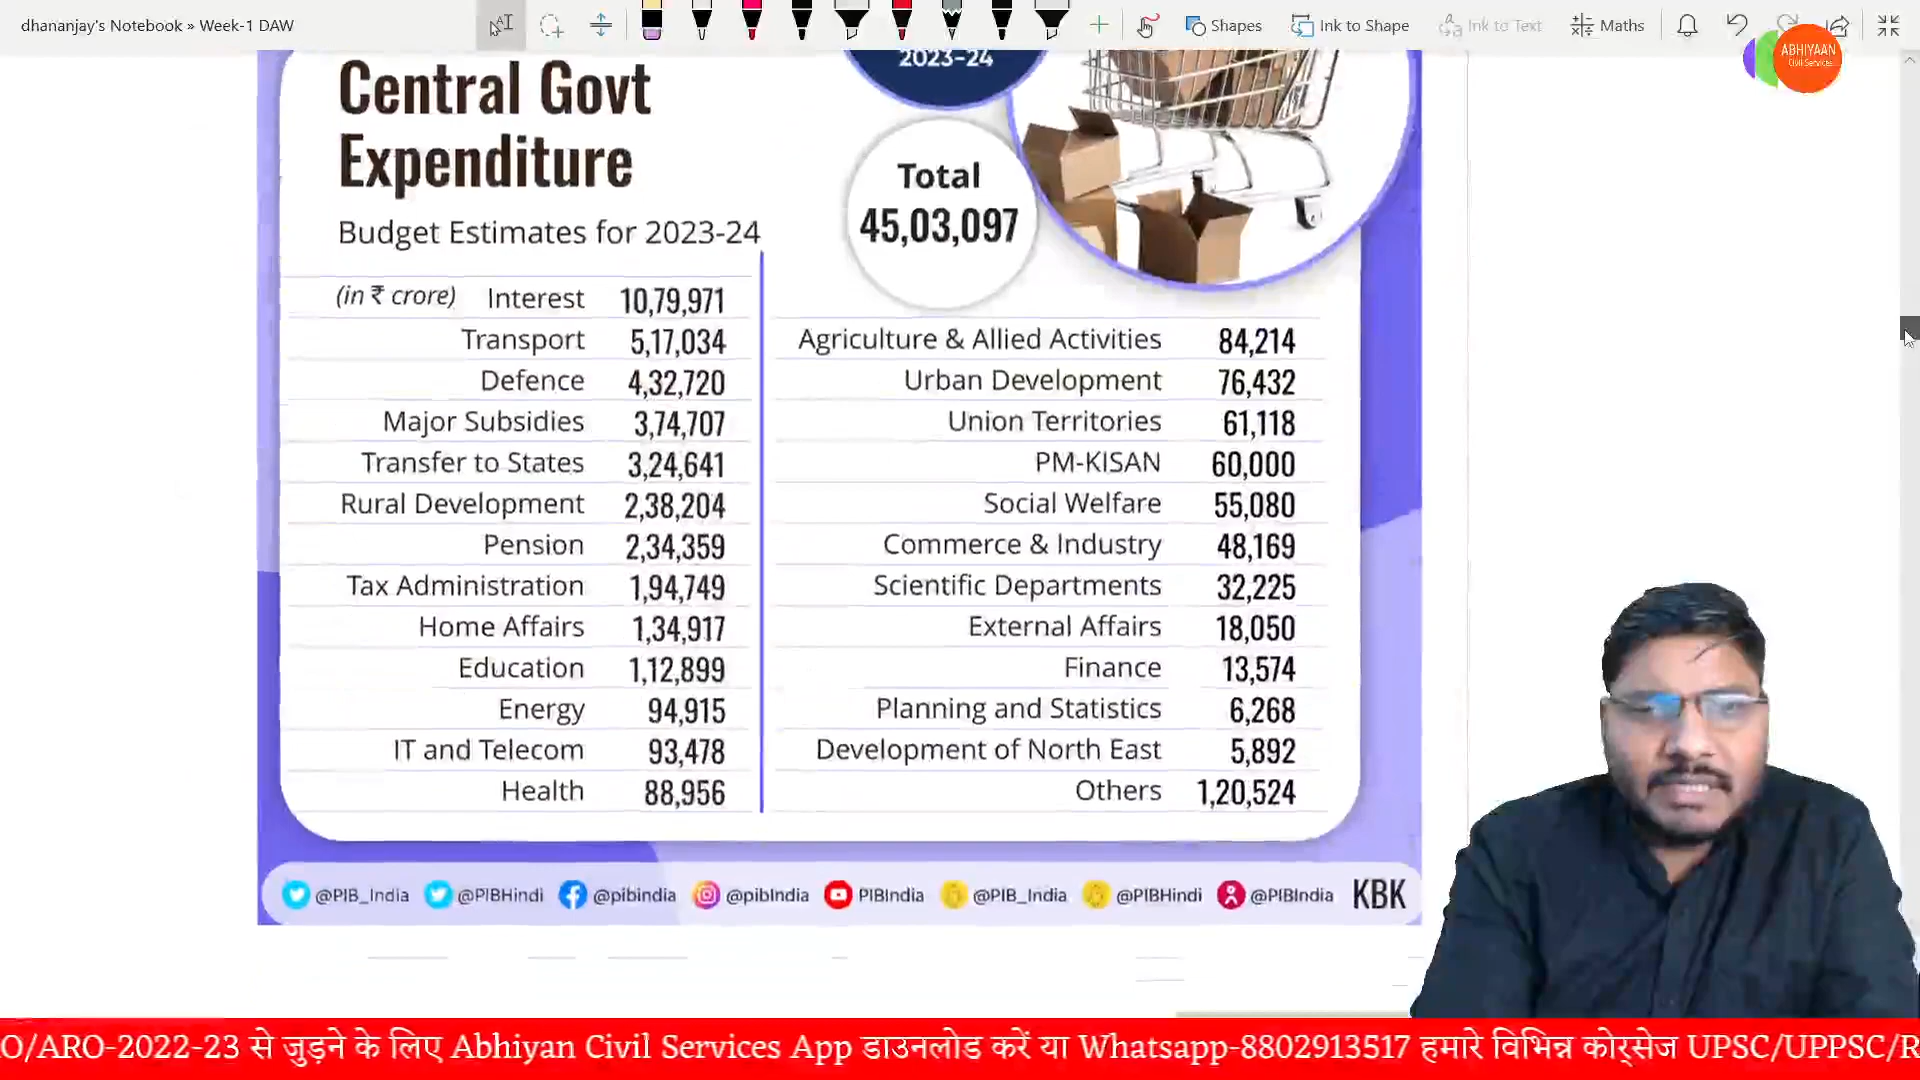 dhananjay's Notebook » Week-1 DAW
Shapes
Ink to Shape
Ink to Text
Maths
ABHIYAAN
Civil Services
2023-24
Central Govt
Expenditure
Budget Estimates for 2023-24
Total
45,03,097
(in ₹ crore) Interest 10,79,971
Transport 5,17,034
Defence 4,32,720
Major Subsidies 3,74,707
Transfer to States 3,24,641
Rural Development 2,38,204
Pension 2,34,359
Tax Administration 1,94,749
Home Affairs 1,34,917
Education 1,12,899
Energy 94,915
IT and Telecom 93,478
Health 88,956
Agriculture & Allied Activities 84,214
Urban Development 76,432
Union Territories 61,118
PM-KISAN 60,000
Social Welfare 55,080
Commerce & Industry 48,169
Scientific Departments 32,225
External Affairs 18,050
Finance 13,574
Planning and Statistics 6,268
Development of North East 5,892
Others 1,20,524
@PIB_India @PIBHindi @pibindia @pibIndia PIBIndia @PIB_India @PIBHindi @PIBIndia KBK
O/ARO-2022-23 से जुड़ने के लिए Abhiyan Civil Services App डाउनलोड करें या Whatsapp-8802913517 हमारे विभिन्न कोर्सेज UPSC/UPPSC/R